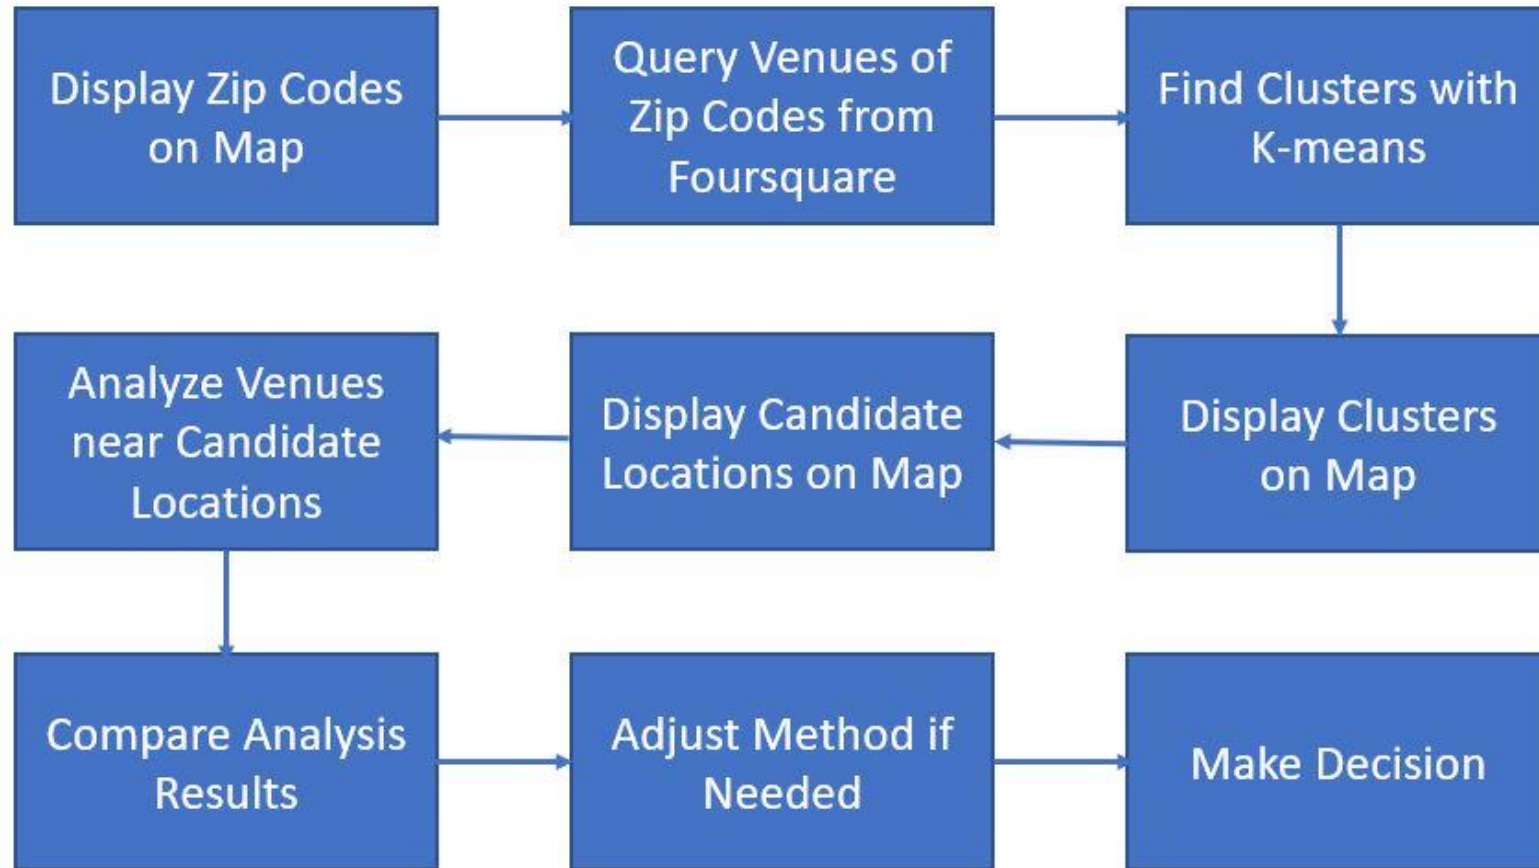 Display Zip Codes
on Map
Query Venues of
Zip Codes from
Foursquare
Find Clusters with
K-means
Analyze Venues
near Candidate
Locations
Display Candidate
Locations on Map
Display Clusters
on Map
Compare Analysis
Results
Adjust Method if
Needed
Make Decision